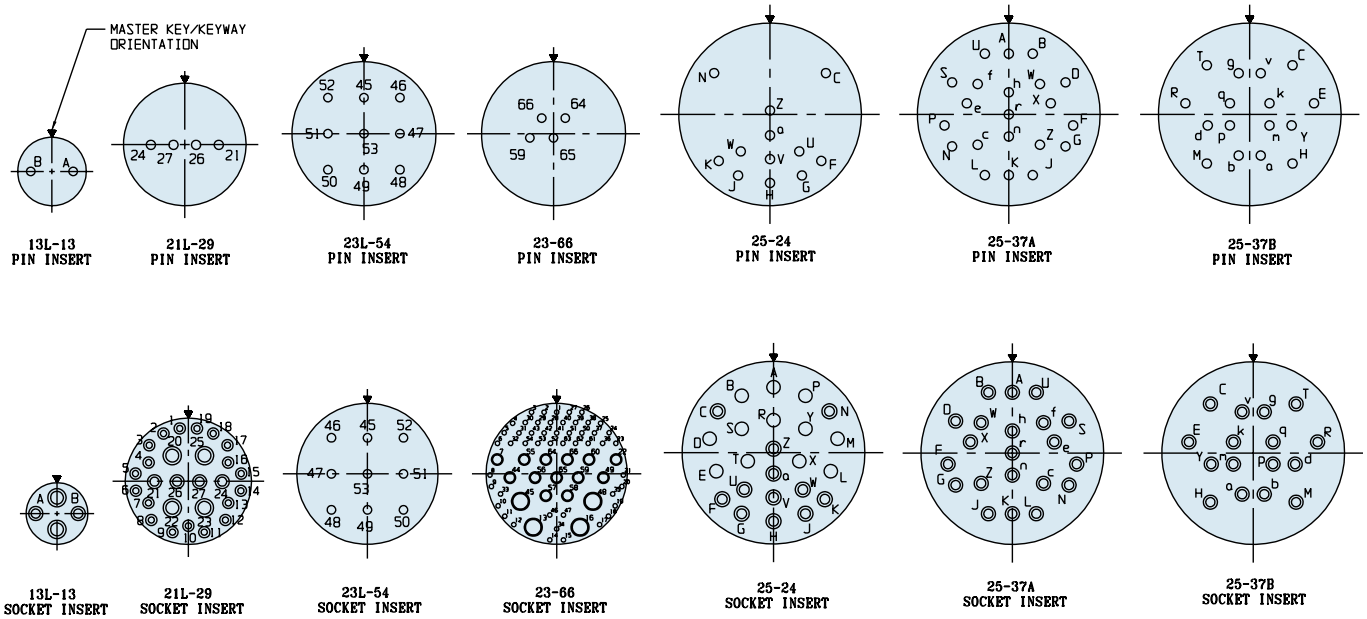 MASTER KEY/KEYWAY
ORIENTATION
B A
13L-13
PIN INSERT
24 27 26 21
21L-29
PIN INSERT
52 45 46
51 53 47
50 49 48
23L-54
PIN INSERT
66 64
59 65
23-66
PIN INSERT
N C
Z
a
W U
K V F
J H G
25-24
PIN INSERT
U A B
S f h W D
e r X
P n F
N c Z G
L K J
25-37A
PIN INSERT
T g v C
R q k E
d p n Y
M b a H
25-37B
PIN INSERT
A B
13L-13
SOCKET INSERT
1 19
2 18
3 20 25 17
4 16
5 15
6 21 26 27 24 14
7 13
8 22 23 12
9 10 11
21L-29
SOCKET INSERT
46 45 52
47 53 51
48 49 50
23L-54
SOCKET INSERT
23-66
SOCKET INSERT
A
B P
C R N
S Y
D Z M
T X
E a L
U W
F V K
G H J
25-24
SOCKET INSERT
B A U
D W h f S
X r e
F n P
G Z c N
J K L
25-37A
SOCKET INSERT
C v g T
E k q R
Y n p d
H a b M
25-37B
SOCKET INSERT